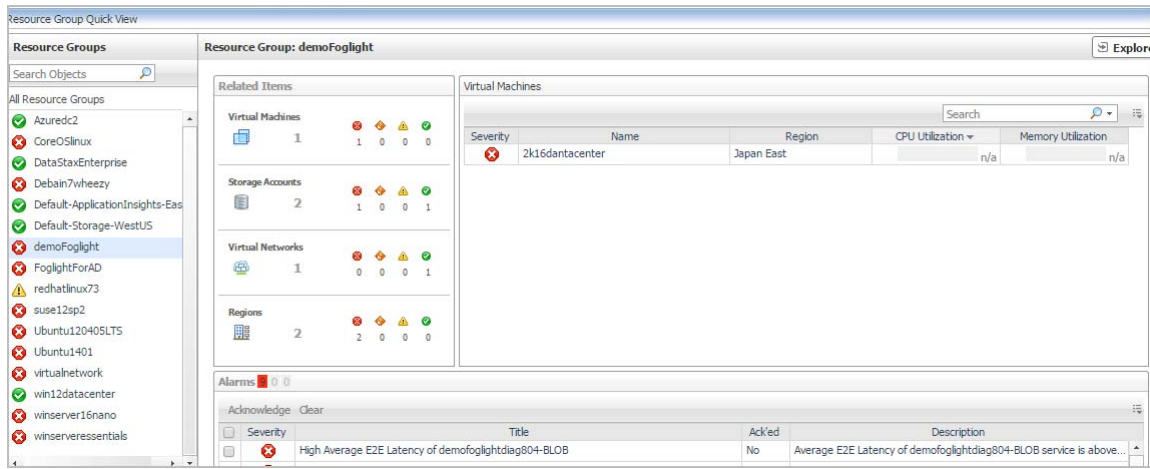 Resource Group Quick View
Resource Groups
Search Objects
All Resource Groups
Azuredc2
CoreOSlinux
DataStaxEnterprise
Debain7wheezy
Default-ApplicationInsights-Eas
Default-Storage-WestUS
demoFoglight
FoglightForAD
redhatlinux73
suse12sp2
Ubuntu120405LTS
Ubuntu1401
virtualnetwork
win12datacenter
winserver16nano
winserveressentials
Resource Group: demoFoglight
Explore
Related Items
Virtual Machines
1
1 0 0 0
Storage Accounts
2
1 0 0 1
Virtual Networks
1
0 0 0 1
Regions
2
2 0 0 0
Virtual Machines
Search
Severity Name Region CPU Utilization Memory Utilization
2k16dantacenter Japan East n/a n/a
Alarms 9 0 0
Acknowledge Clear
Severity Title Ack'ed Description
High Average E2E Latency of demofoglightdiag804-BLOB No Average E2E Latency of demofoglightdiag804-BLOB service is above...